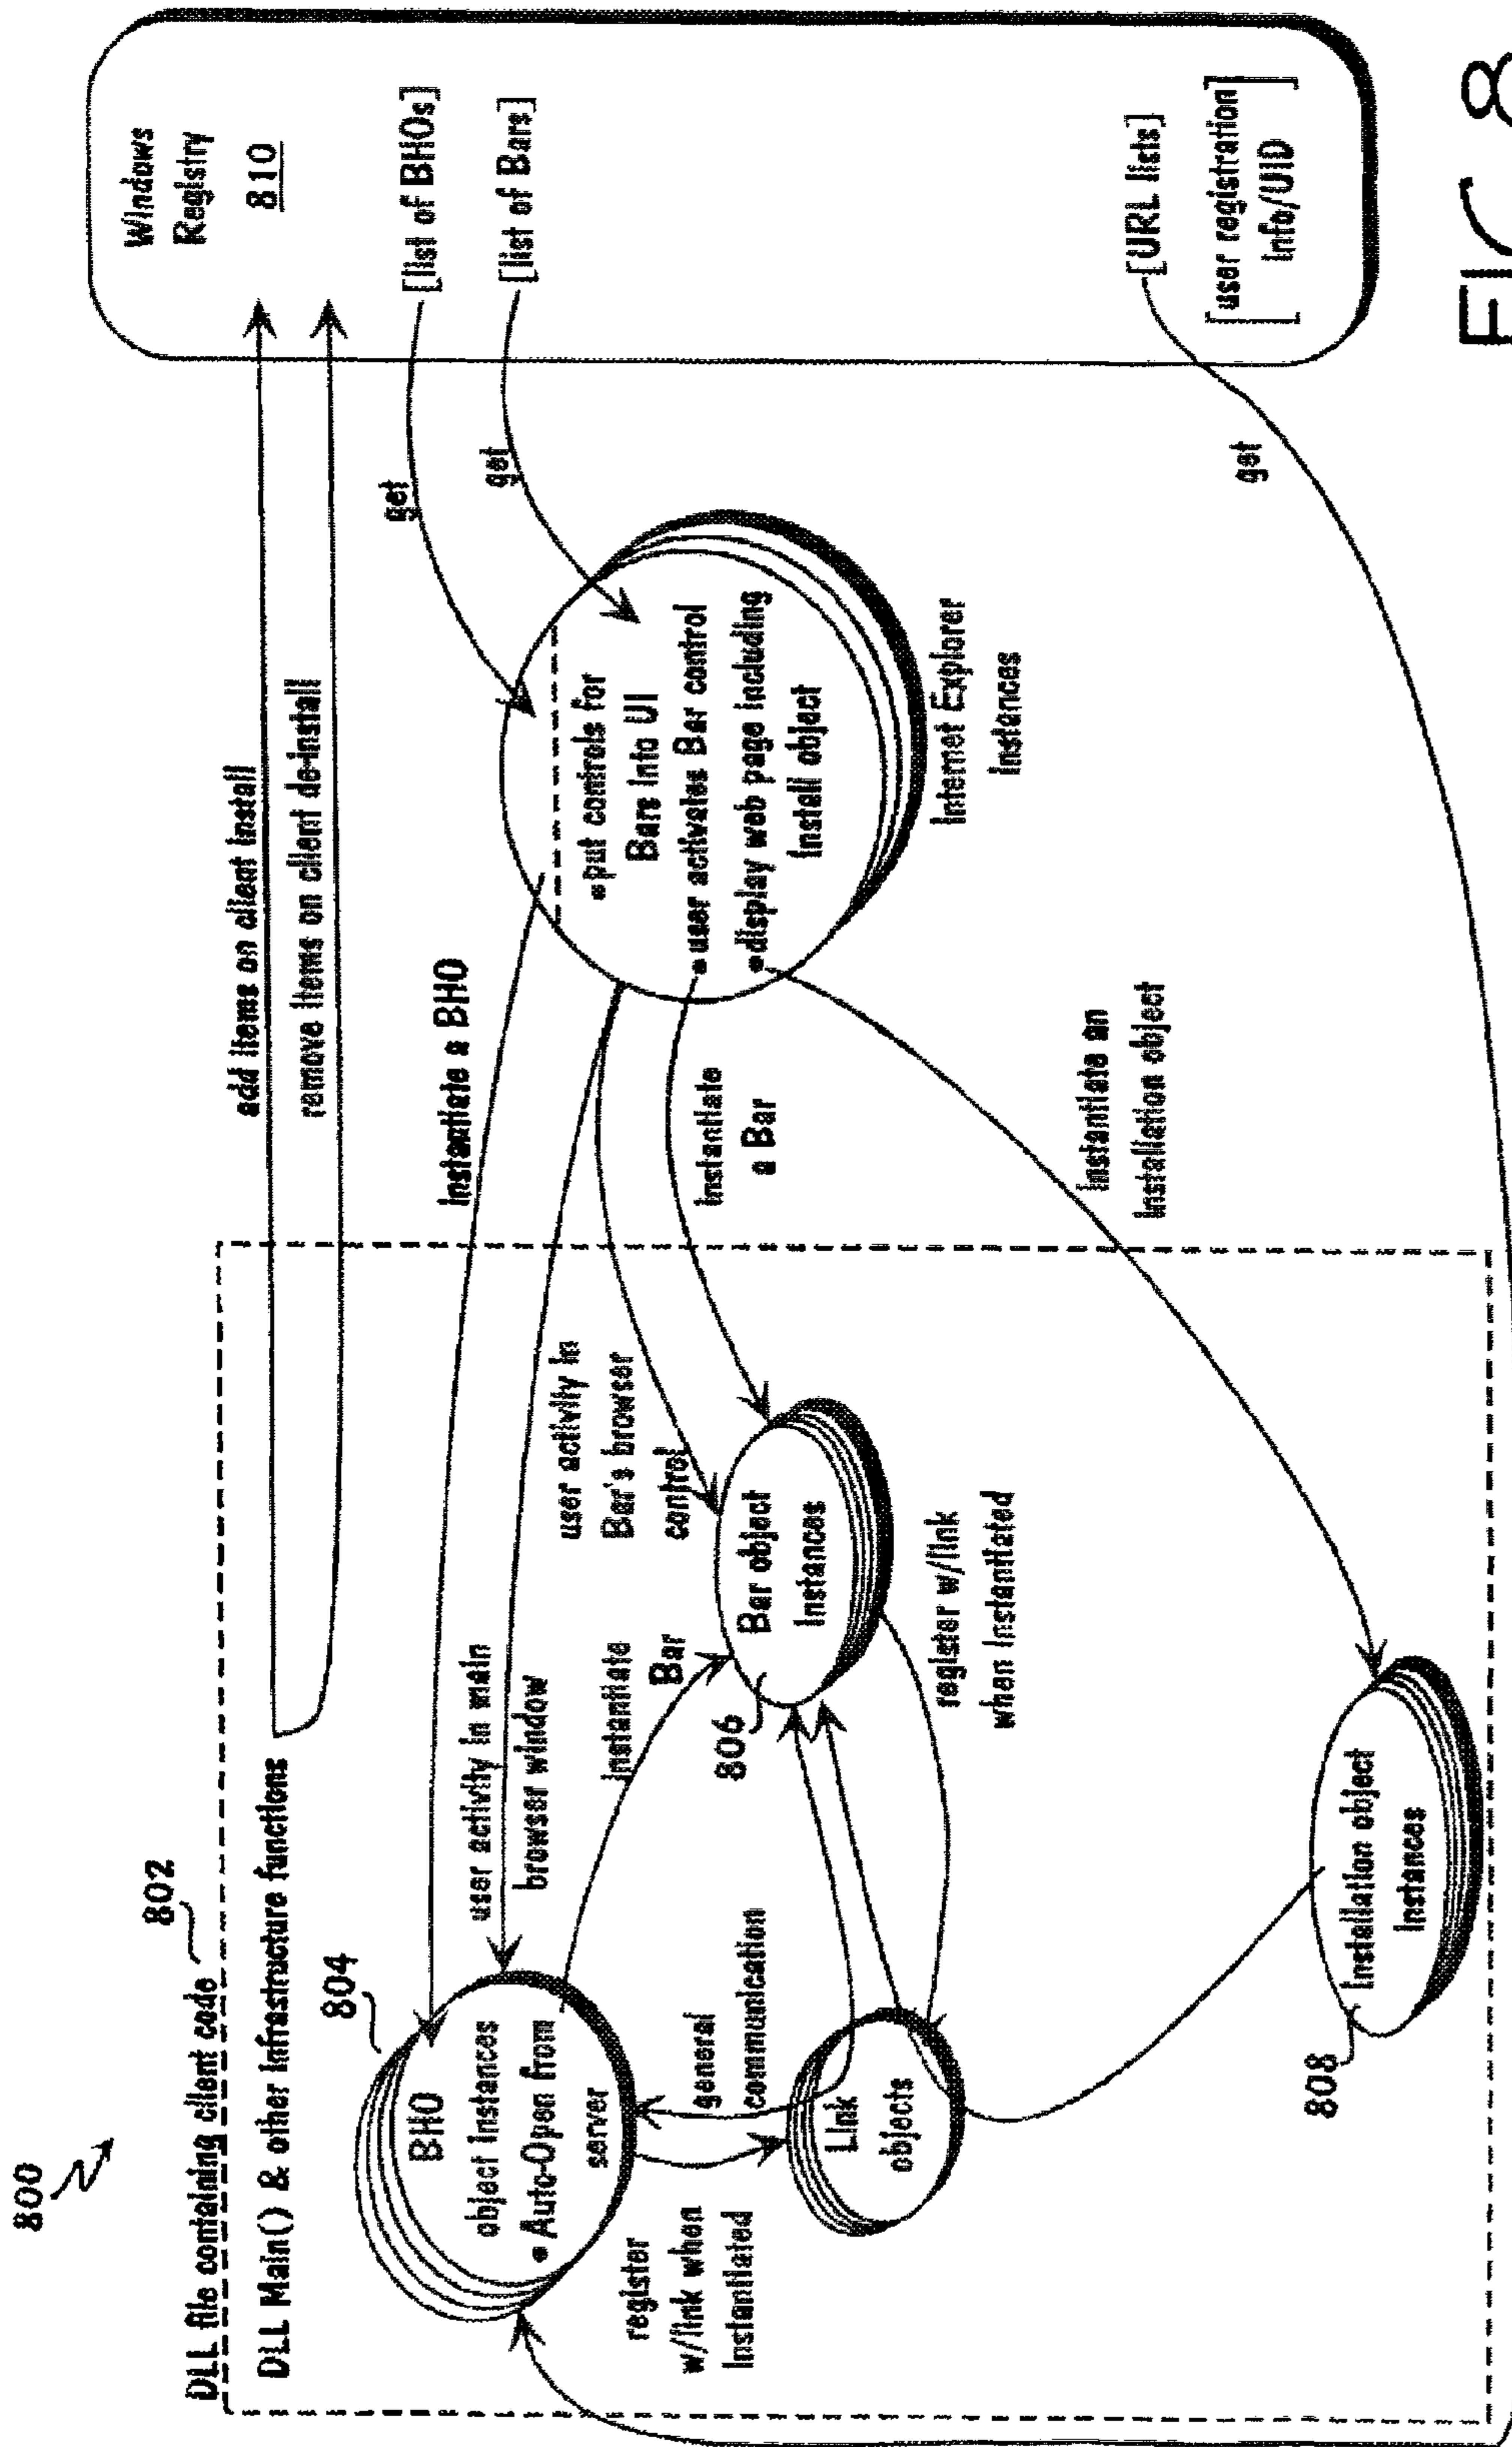 800
DLL file containing client code
802
DLL Main() & other infrastructure functions
add items on client install
remove items on client de-install
Windows
Registry
810
[list of BHOs]
[list of Bars]
[URL lists]
[user registration
info/UID]
get
get
get
804
BHO
object instances
• Auto-Open from
server
instantiate a BHO
user activity in main
browser window
user activity in
Bar's browser
control
instantiate
a Bar
instantiate
Bar
•put controls for
Bars into UI
• user activates Bar control
•display web page including
install object
Internet Explorer
instances
806
Bar object
instances
register w/link
when instantiated
general
communication
register
w/link when
instantiated
Link
objects
instantiate an
installation object
808
Installation object
instances
FIG. 8